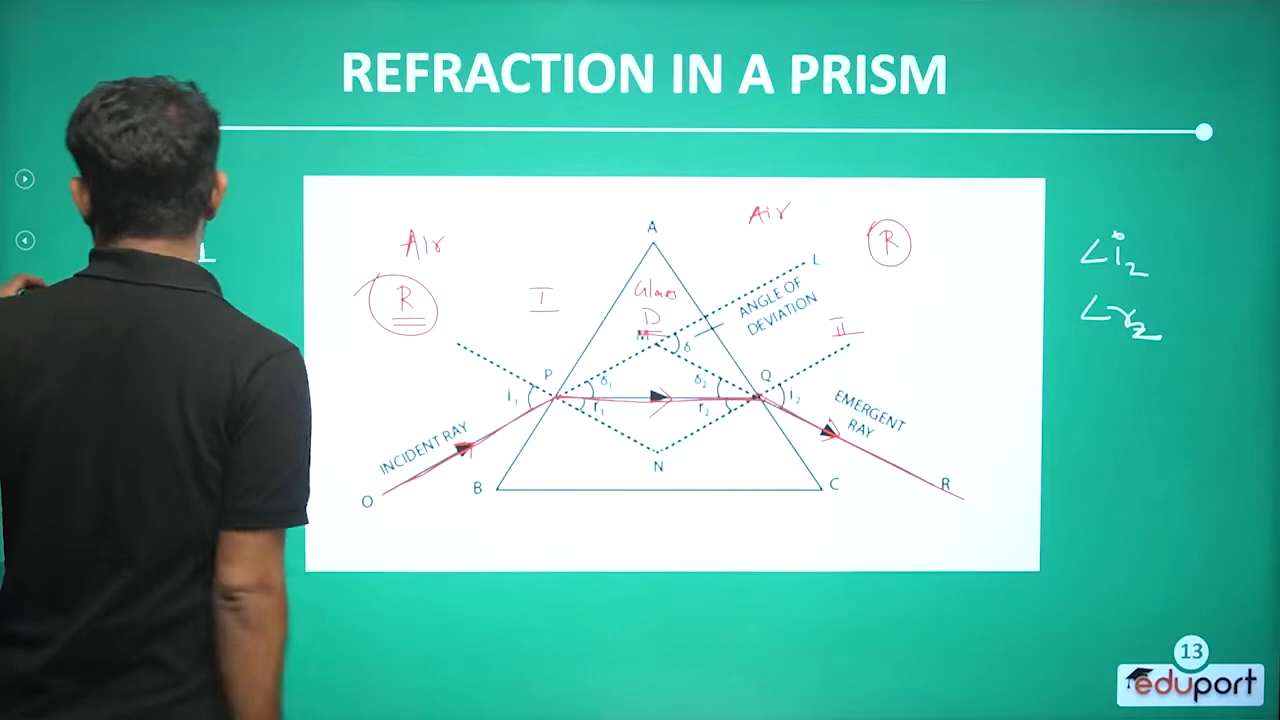 REFRACTION IN A PRISM
1
Air
R
I
A
Air
R
Glass
D
M
δ
L
ANGLE OF
DEVIATION
II
∠i₂
∠r₂
P
δ₁
δ₂
Q
i₁
r₁
r₂
i₂
INCIDENT RAY
EMERGENT
RAY
N
O
B
C
R
13
eduport